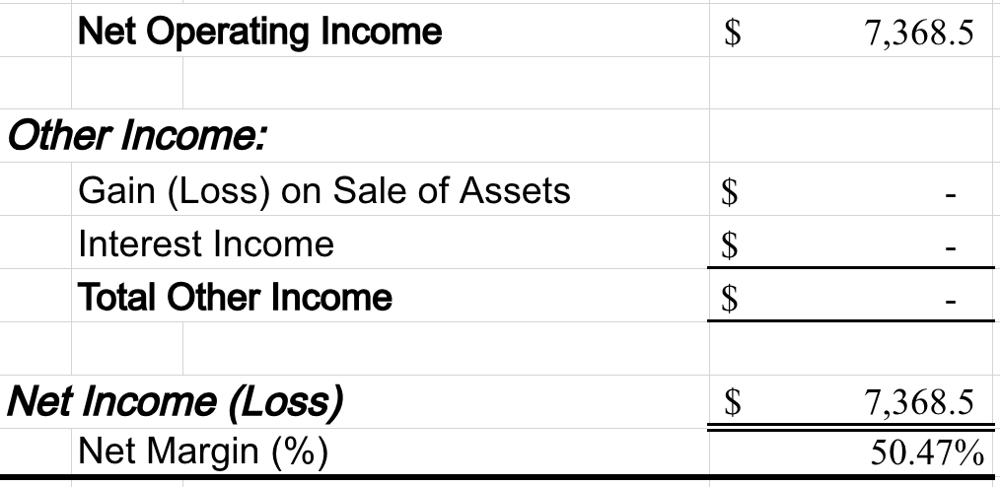 Net Operating Income $ 7,368.5
Other Income:
Gain (Loss) on Sale of Assets $ -
Interest Income $ -
Total Other Income $ -
Net Income (Loss) $ 7,368.5
Net Margin (%) 50.47%